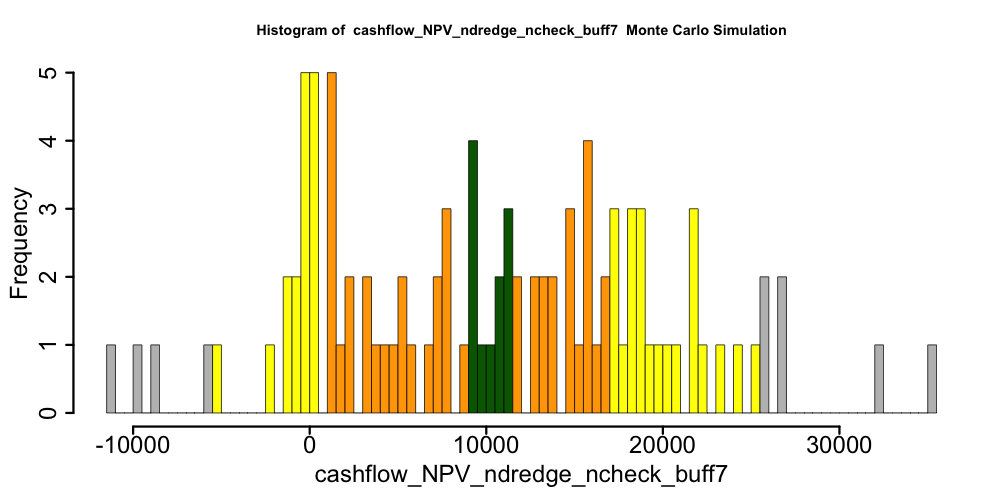 Histogram of  cashflow_NPV_ndredge_ncheck_buff7  Monte Carlo Simulation
5
4
3
2
1
0
Frequency
-10000 0 10000 20000 30000
cashflow_NPV_ndredge_ncheck_buff7